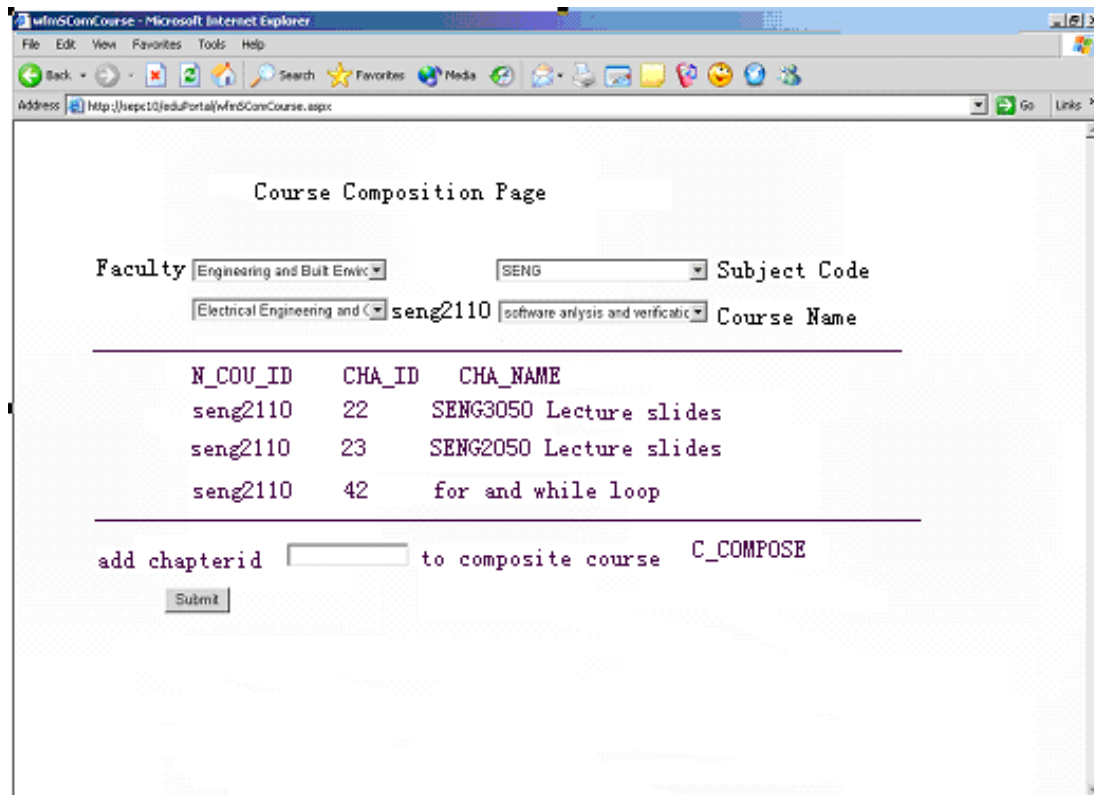 wfmSComCourse - Microsoft Internet Explorer
File Edit View Favorites Tools Help
Back Search Favorites Media
Address http://sepc10/eduPortal/wfmSComCourse.aspx Go Links
Course Composition Page
Faculty Engineering and Built Envirc SENG Subject Code
Electrical Engineering and C seng2110 software anlysis and verificatic Course Name
N_COU_ID CHA_ID CHA_NAME
seng2110 22 SENG3050 Lecture slides
seng2110 23 SENG2050 Lecture slides
seng2110 42 for and while loop
add chapterid to composite course C_COMPOSE
Submit